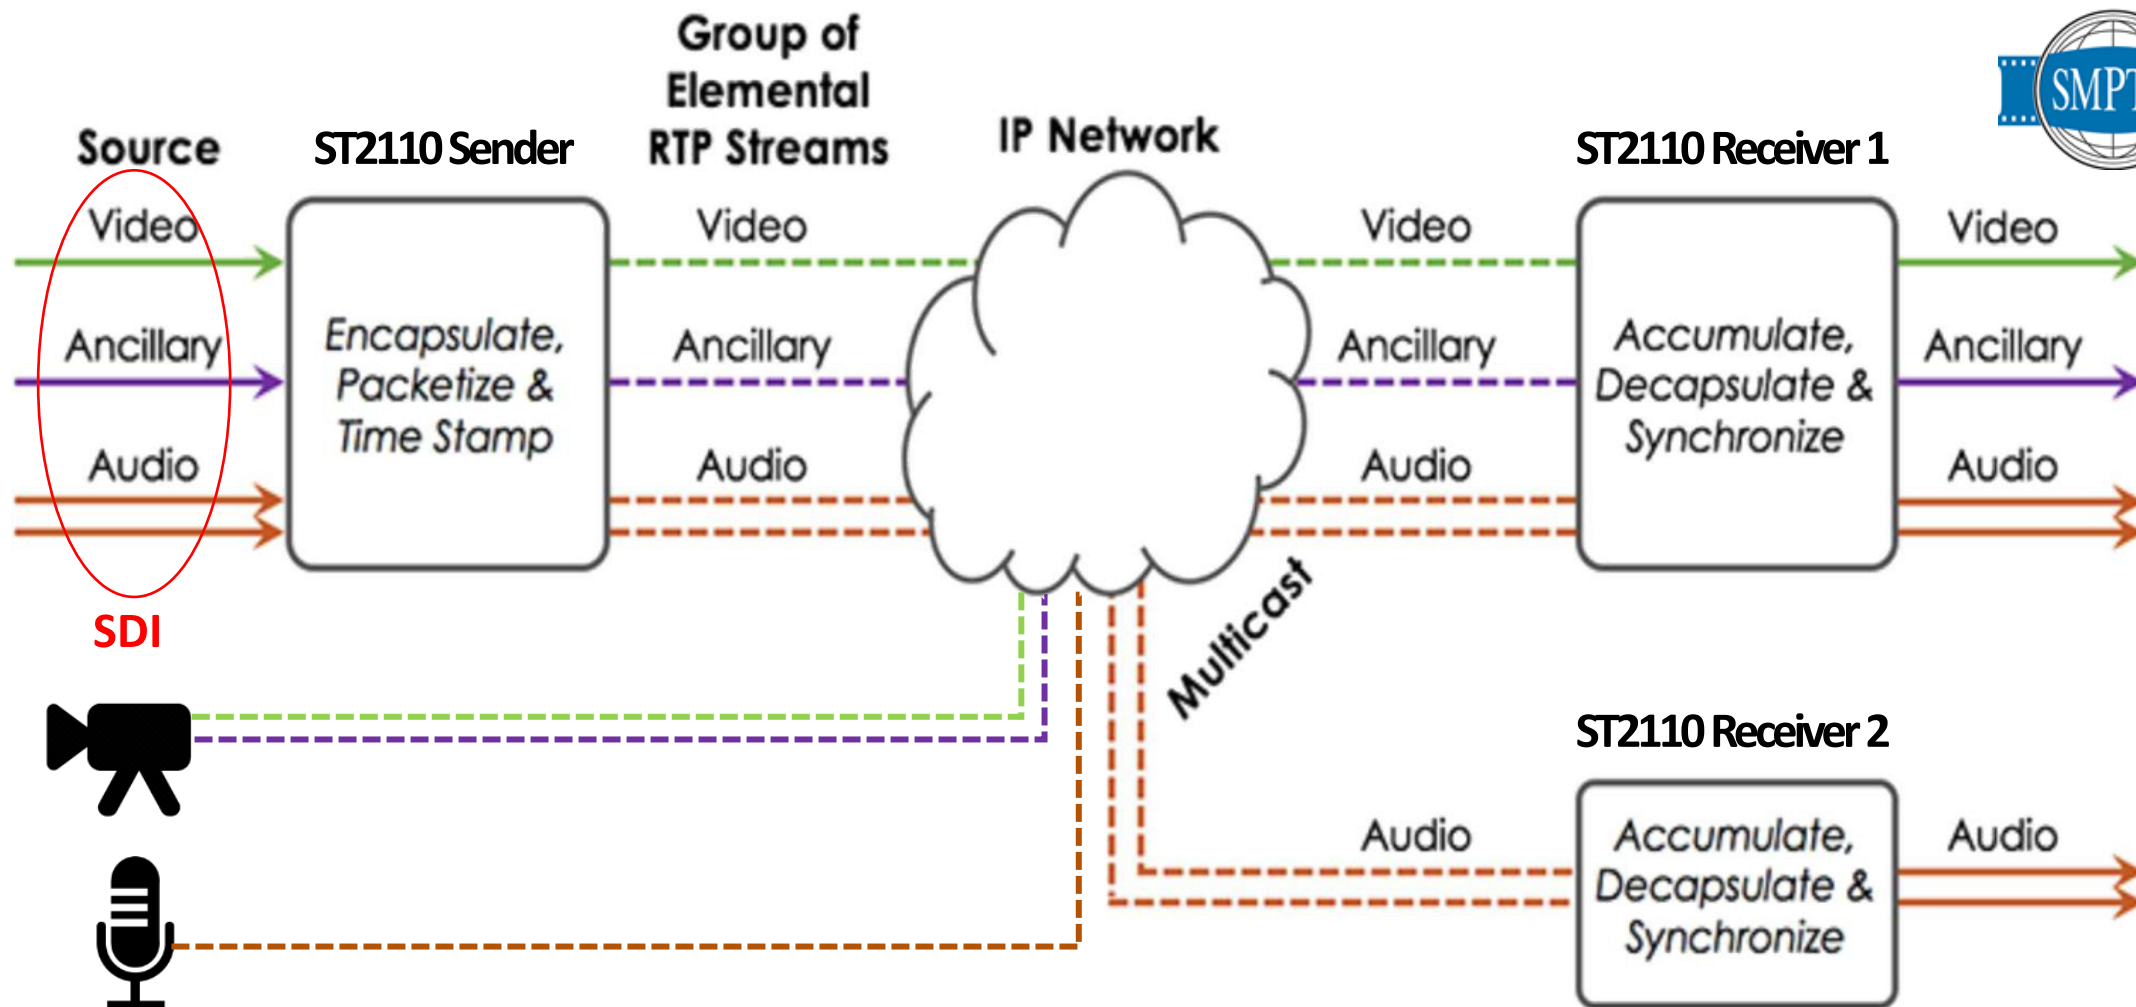 Group of
Elemental
RTP Streams
Source
ST2110 Sender
IP Network
ST2110 Receiver 1
SMPT
Video
Ancillary
Audio
SDI
Encapsulate,
Packetize &
Time Stamp
Video
Ancillary
Audio
Multicast
Video
Ancillary
Audio
Accumulate,
Decapsulate &
Synchronize
Video
Ancillary
Audio
ST2110 Receiver 2
Audio
Accumulate,
Decapsulate &
Synchronize
Audio